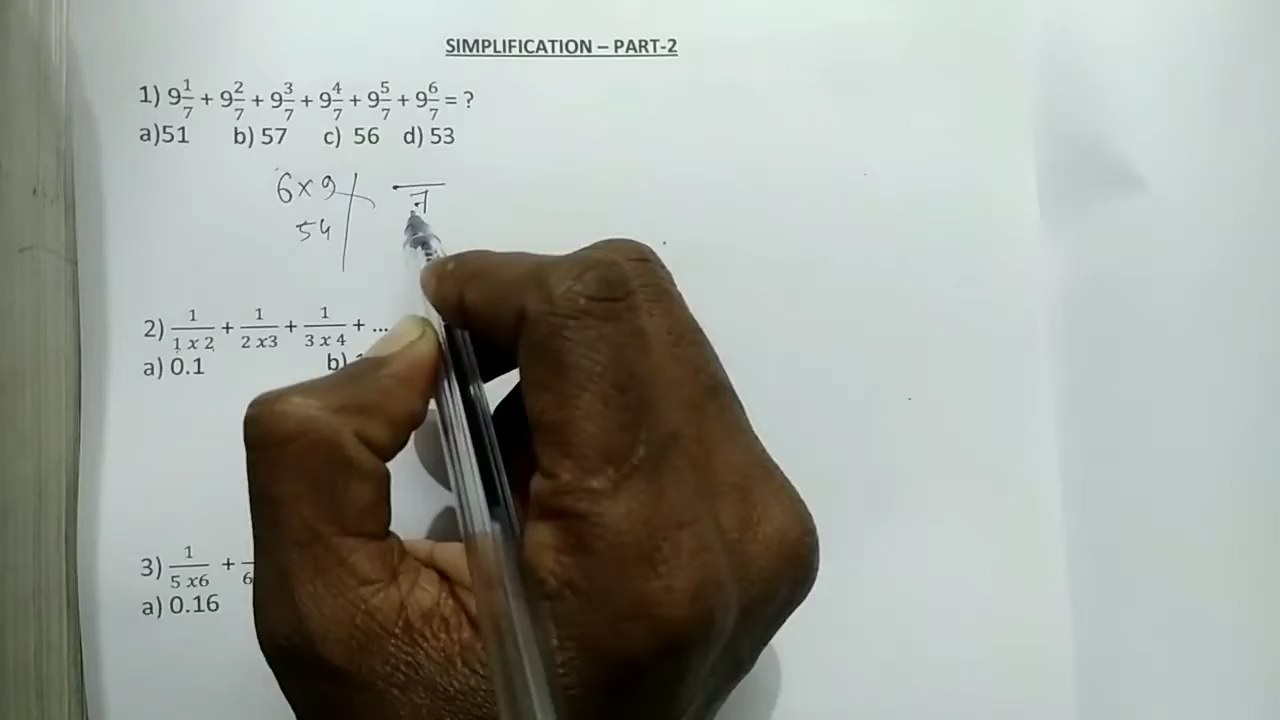 SIMPLIFICATION – PART-2
1) 9 1/7 + 9 2/7 + 9 3/7 + 9 4/7 + 9 5/7 + 9 6/7 = ?
a)51 b) 57 c) 56 d) 53
6 x 9 + /7
54
2) 1/(1 x 2) + 1/(2 x3) + 1/(3 x 4) + ...
a) 0.1 b)
3) 1/(5 x6) +
a) 0.16